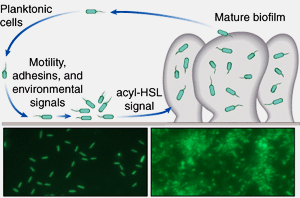 Planktonic
cells
Mature biofilm
Motility,
adhesins, and
environmental
signals
acyl-HSL
signal